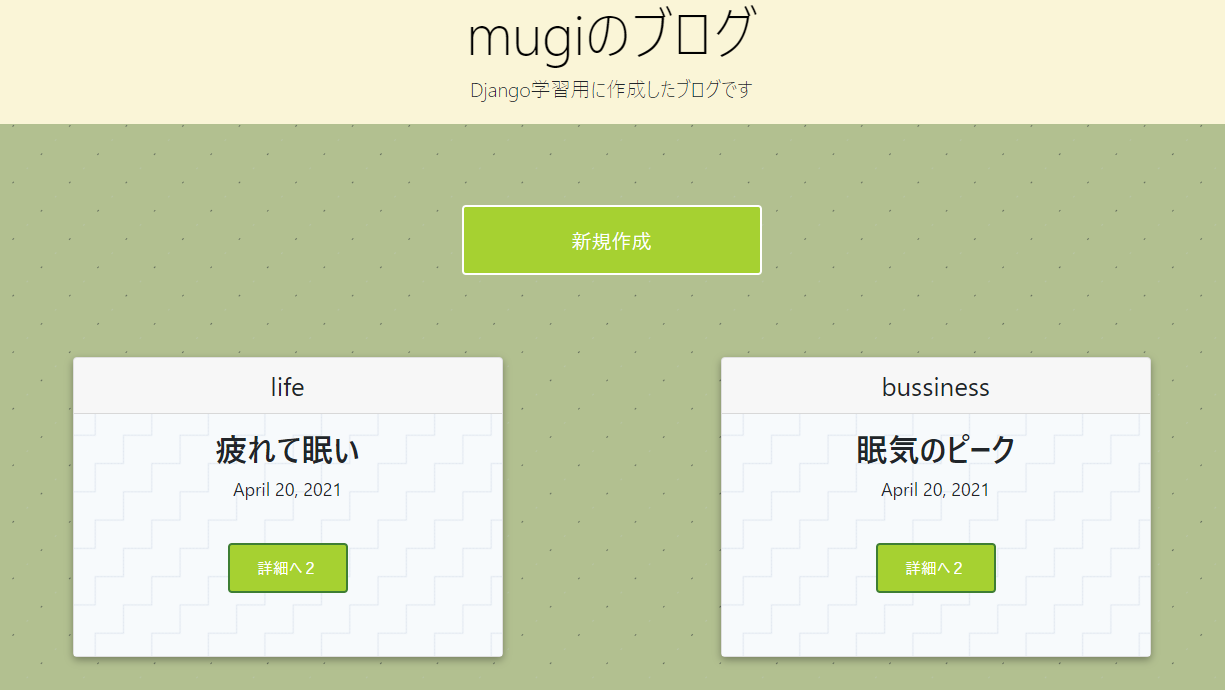 mugiのブログ
Django学習用に作成したブログです
新規作成
life
疲れて眠い
April 20, 2021
詳細へ２
bussiness
眠気のピーク
April 20, 2021
詳細へ２